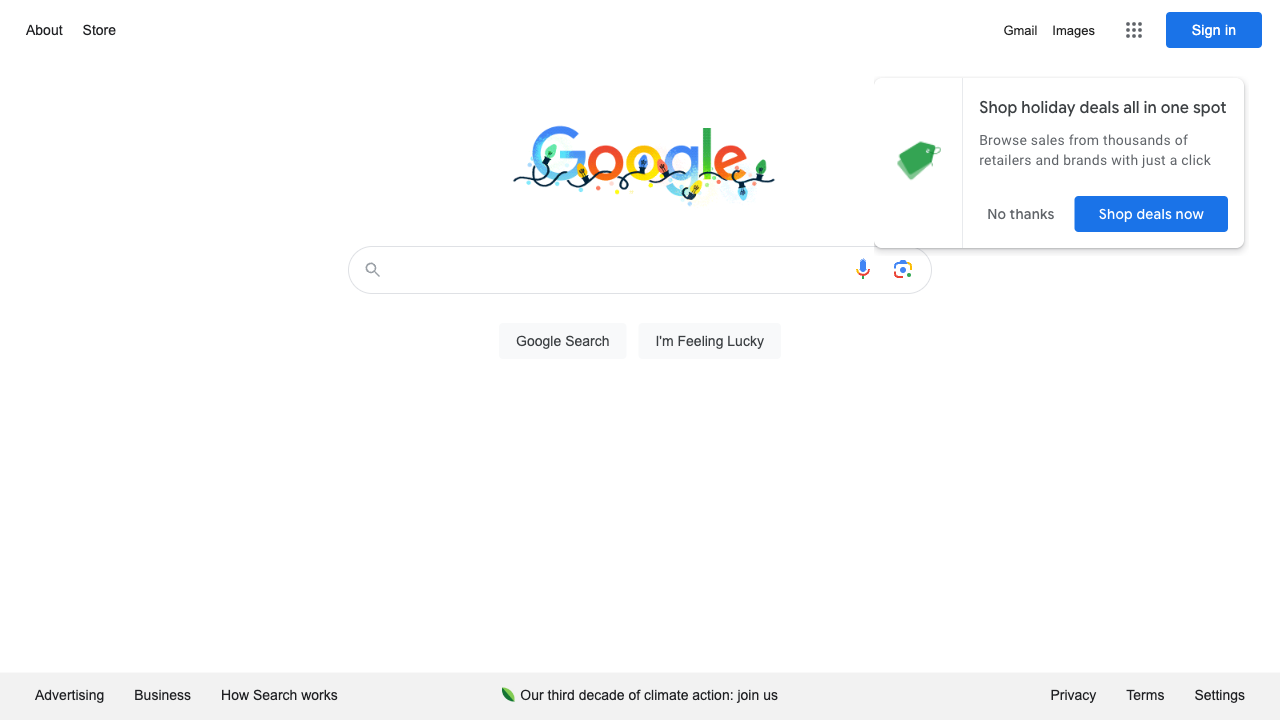 About Store
Gmail Images
Sign in
Shop holiday deals all in one spot
Browse sales from thousands of
retailers and brands with just a click
No thanks
Shop deals now
Google
Google Search
I'm Feeling Lucky
Advertising Business How Search works
Our third decade of climate action: join us
Privacy Terms Settings